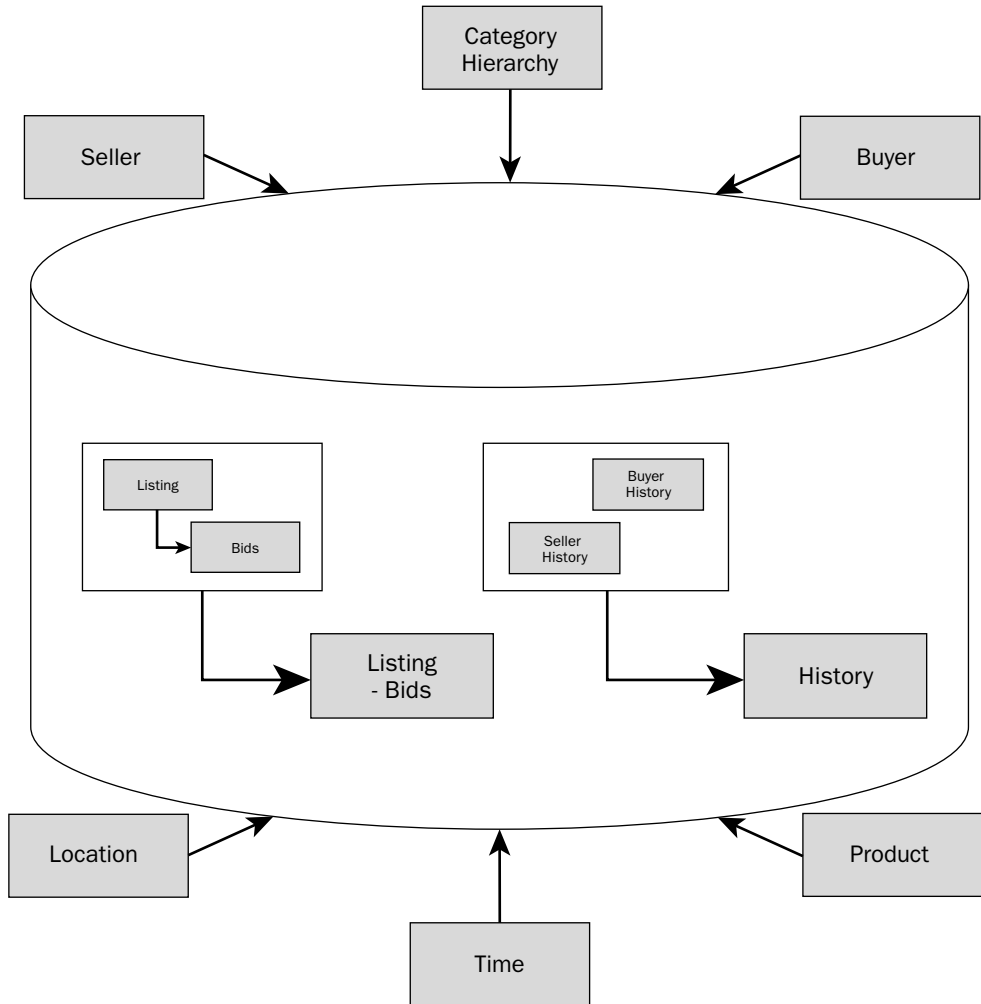 Category
Hierarchy
Seller
Buyer
Listing
Bids
Buyer
History
Seller
History
Listing
- Bids
History
Location
Product
Time